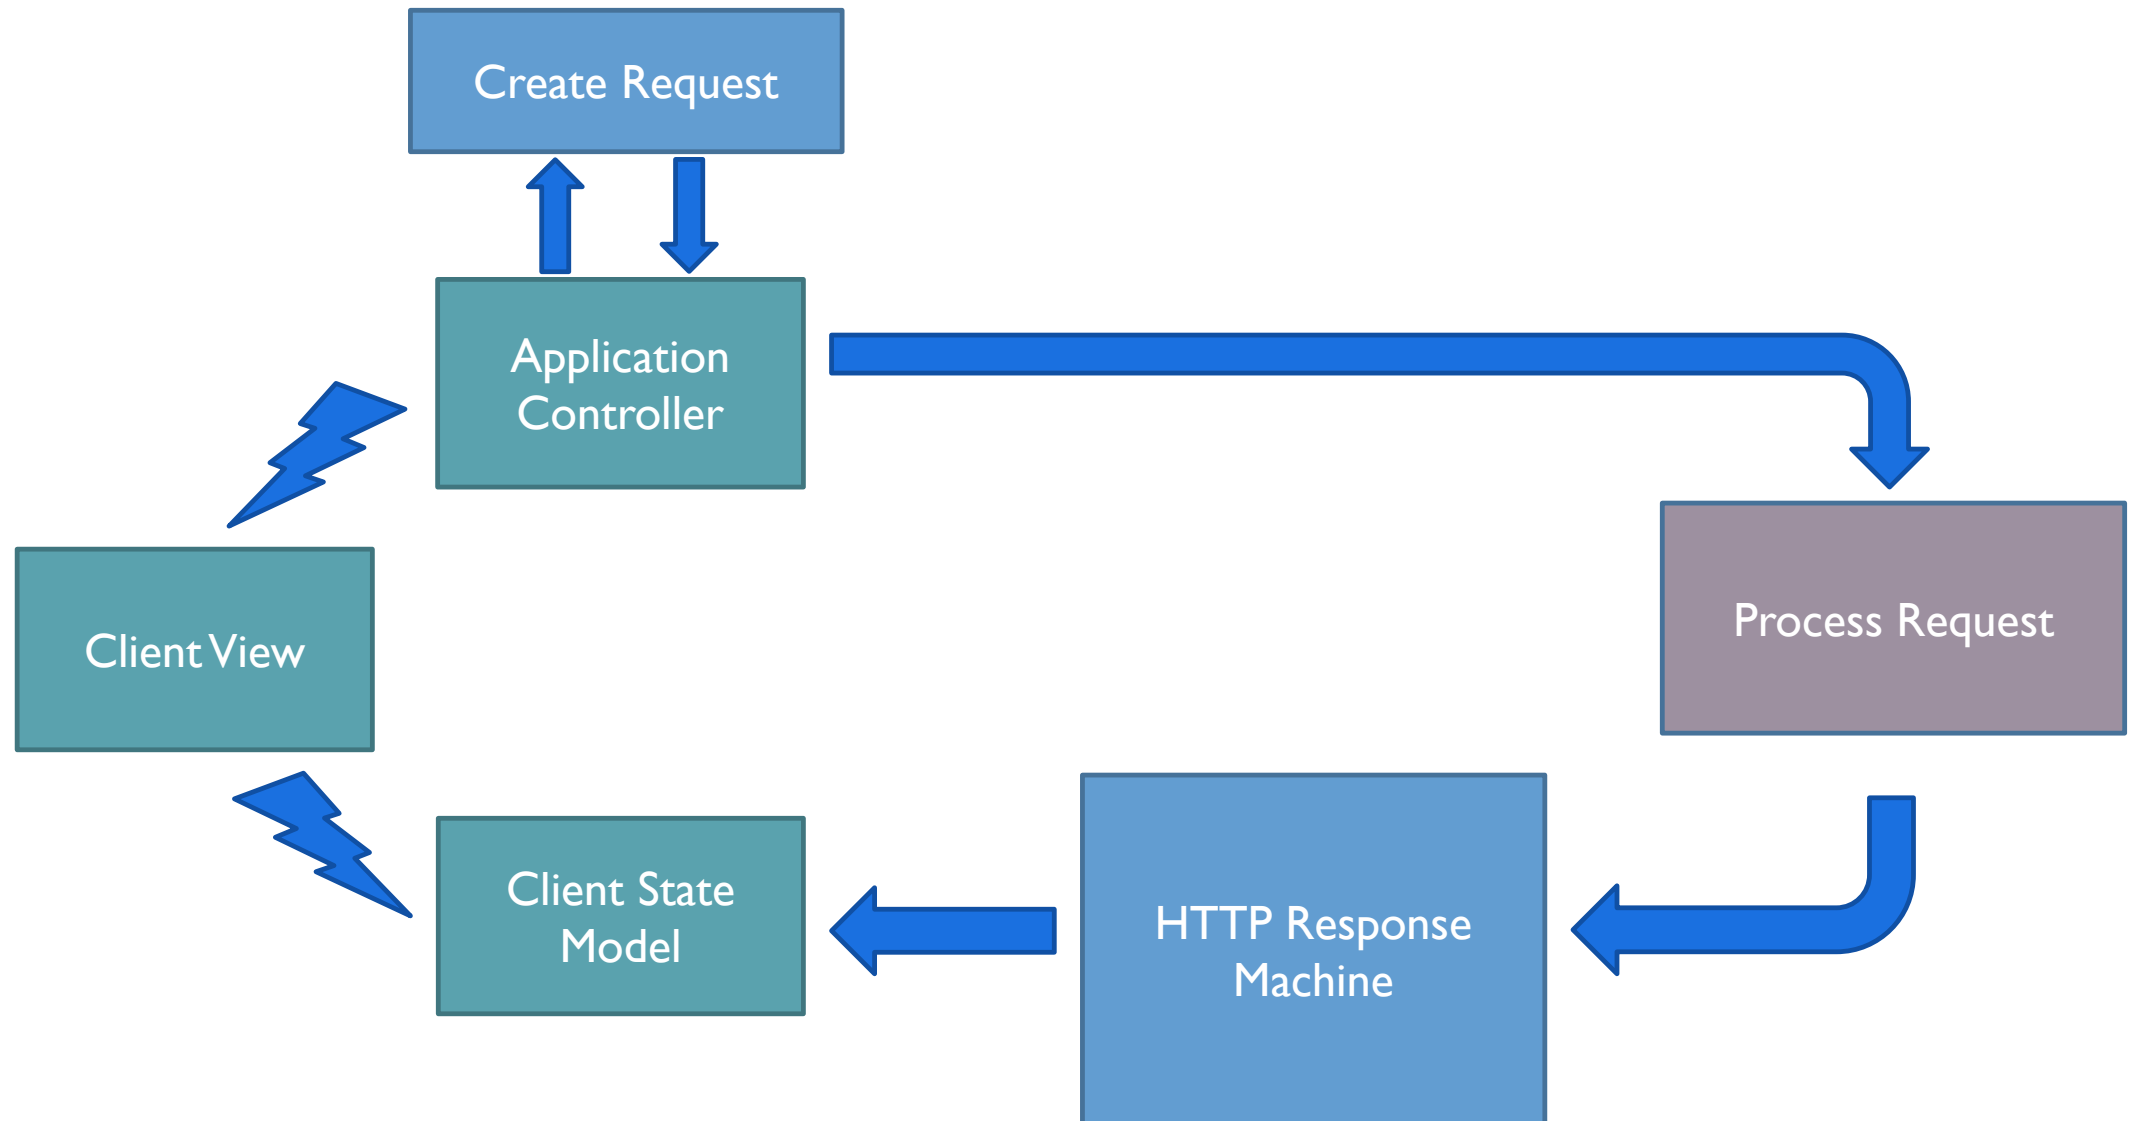 Create Request
Application
Controller
Client View
Process Request
Client State
Model
HTTP Response
Machine